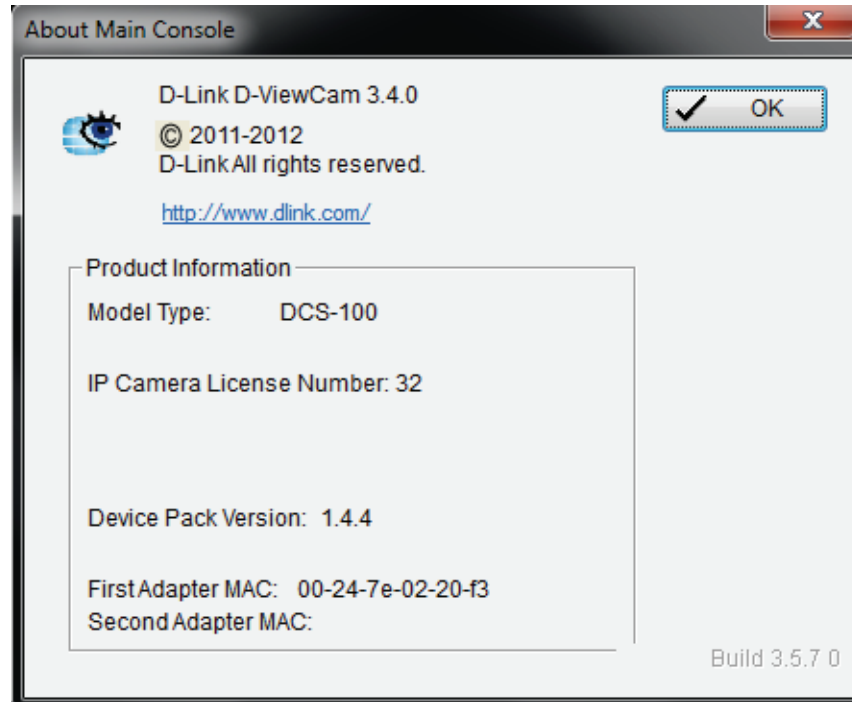 About Main Console
D-Link D-ViewCam 3.4.0
© 2011-2012
D-Link All rights reserved.
OK
http://www.dlink.com/
Product Information
Model Type: DCS-100
IP Camera License Number: 32
Device Pack Version: 1.4.4
First Adapter MAC: 00-24-7e-02-20-f3
Second Adapter MAC:
Build 3.5.7 0